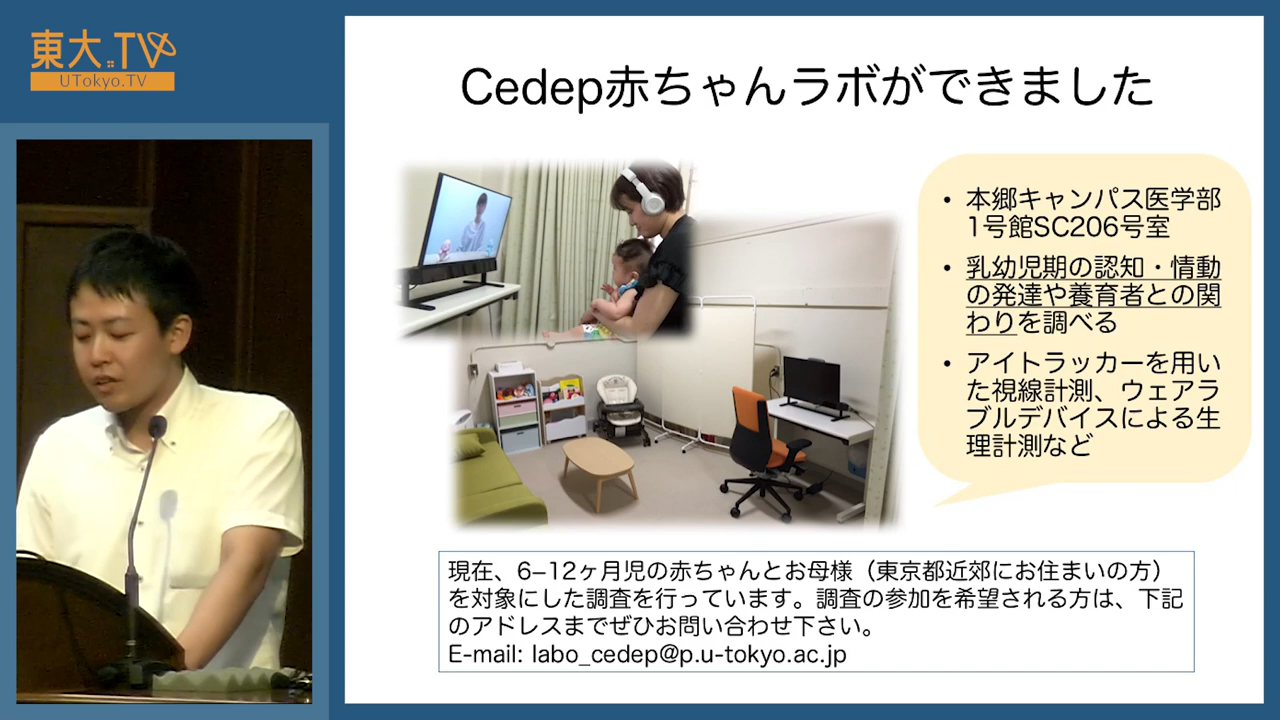 東大TV
UTokyo.TV
Cedep赤ちゃんラボができました
• 本郷キャンパス医学部
1号館SC206号室
• 乳幼児期の認知・情動
の発達や養育者との関
わりを調べる
• アイトラッカーを用い
た視線計測、ウェアラ
ブルデバイスによる生
理計測など
現在、6–12ヶ月児の赤ちゃんとお母様（東京都近郊にお住まいの方）
を対象にした調査を行っています。調査の参加を希望される方は、下記
のアドレスまでぜひお問い合わせ下さい。
E-mail: labo_cedep@p.u-tokyo.ac.jp